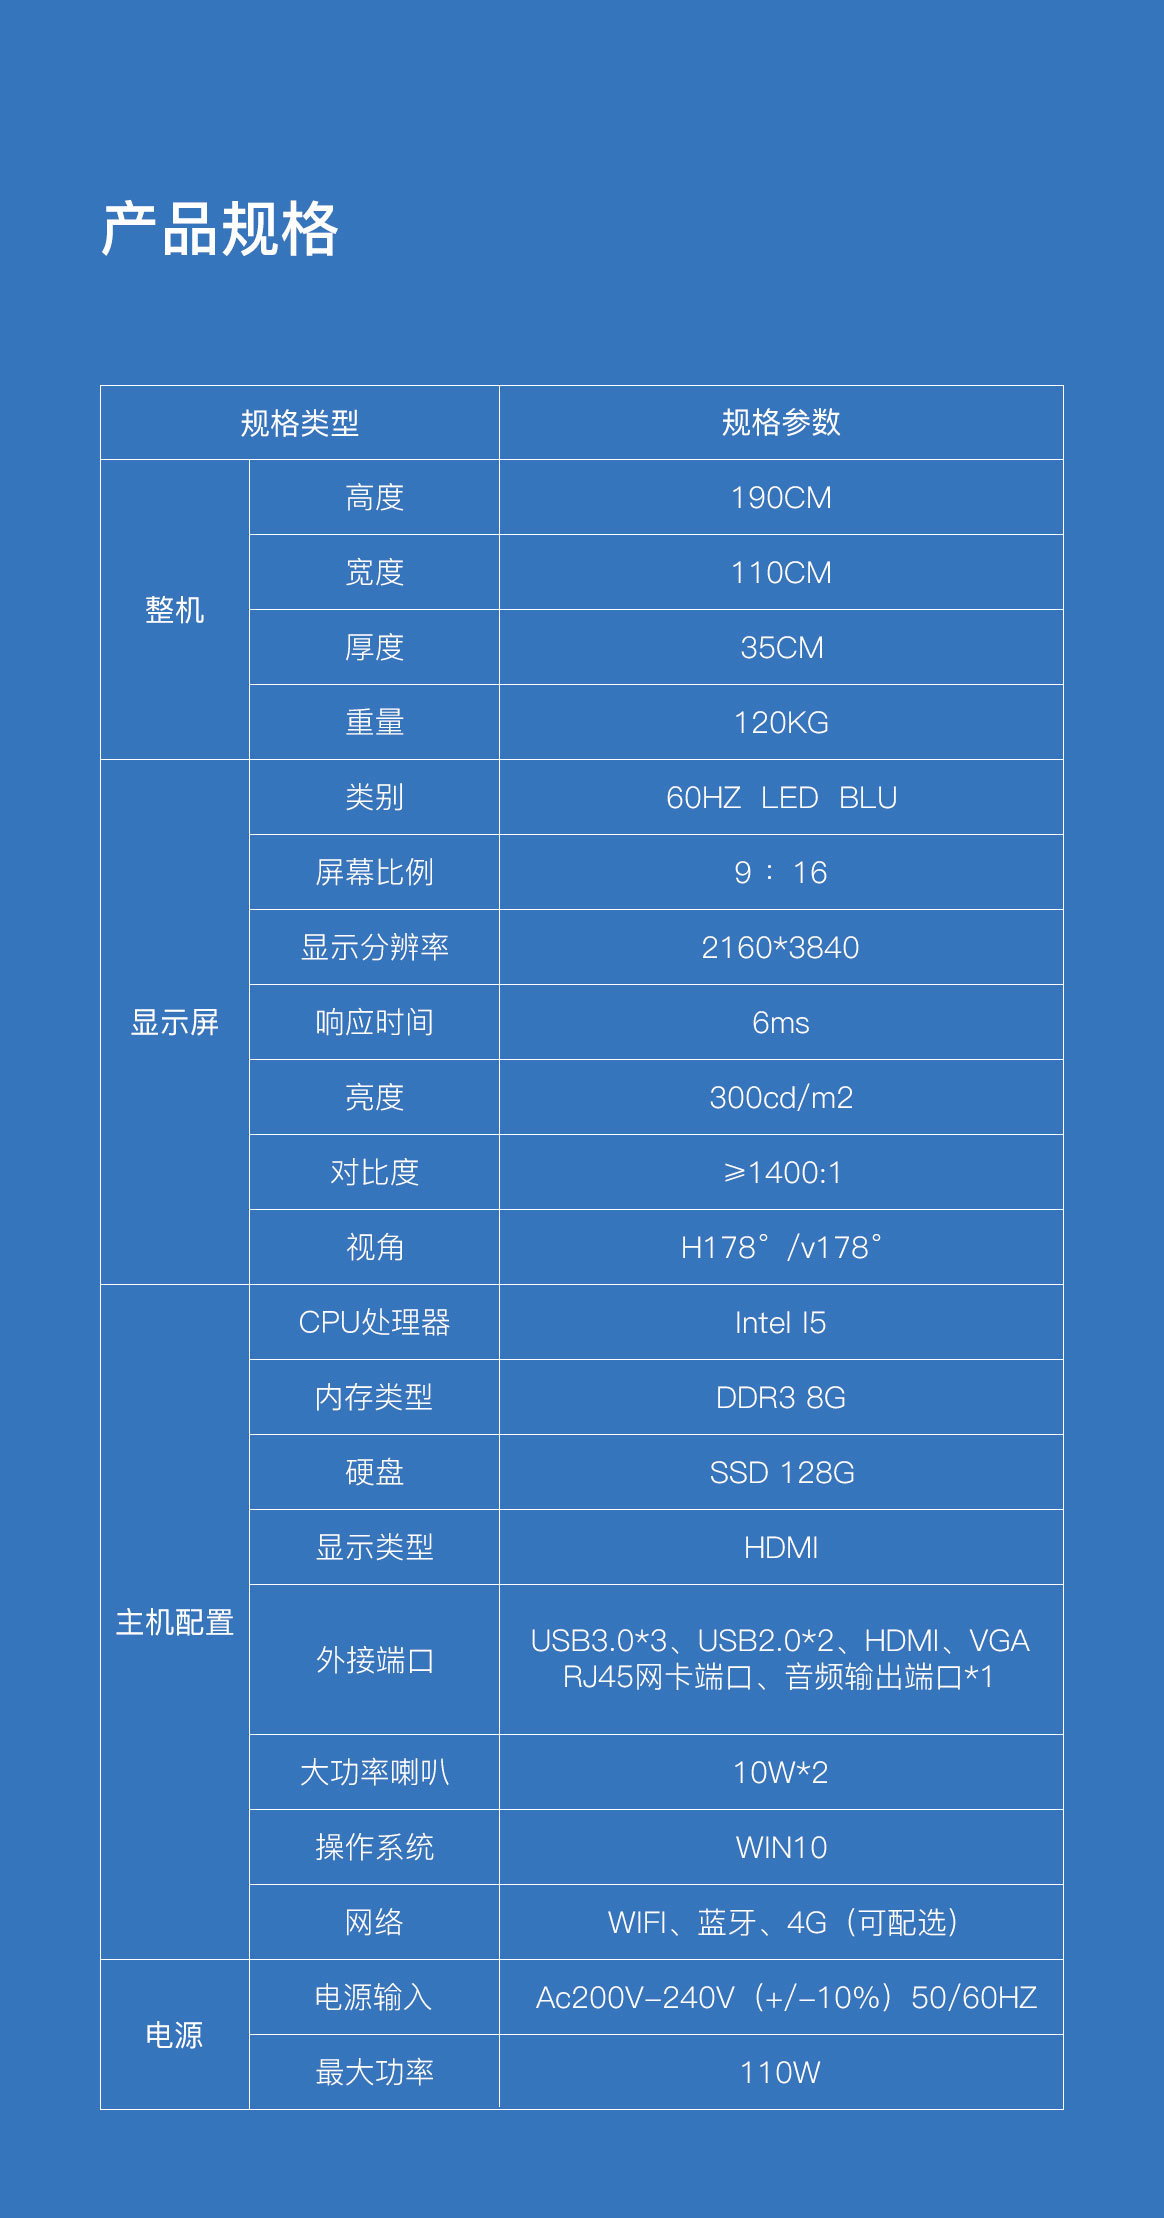 产品规格
规格类型 规格参数
整机
高度 190CM
宽度 110CM
厚度 35CM
重量 120KG
显示屏
类别 60HZ LED BLU
屏幕比例 9 : 16
显示分辨率 2160*3840
响应时间 6ms
亮度 300cd/m2
对比度 ⩾1400:1
视角 H178° /v178°
主机配置
CPU处理器 Intel I5
内存类型 DDR3 8G
硬盘 SSD 128G
显示类型 HDMI
外接端口
USB3.0*3、USB2.0*2、HDMI、VGA
RJ45网卡端口、音频输出端口*1
大功率喇叭 10W*2
操作系统 WIN10
网络 WIFI、蓝牙、4G（可配选）
电源
电源输入 Ac200V-240V（+/-10%）50/60HZ
最大功率 110W